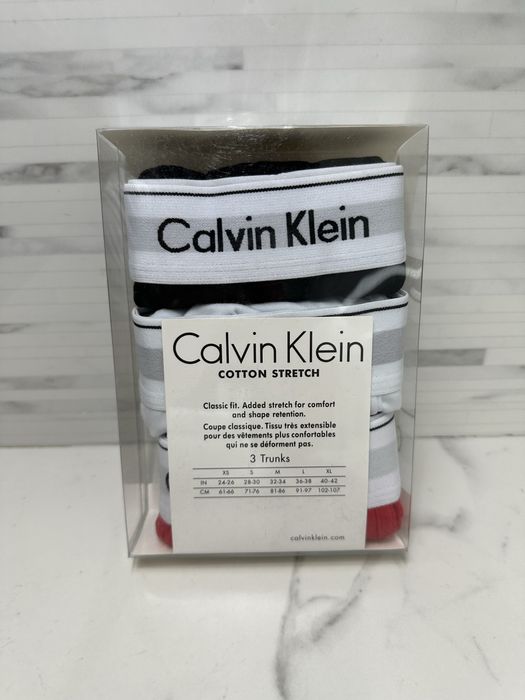 Calvin Klein
Calvin Klein
COTTON STRETCH
Classic fit. Added stretch for comfort
and shape retention.
Coupe classique. Tissu très extensible
pour des vêtements plus confortables
qui ne se déforment pas.
3 Trunks
XS S M L XL
IN 24-26 28-30 32-34 36-38 40-42
CM 61-66 71-76 81-86 91-97 102-107
calvinklein.com